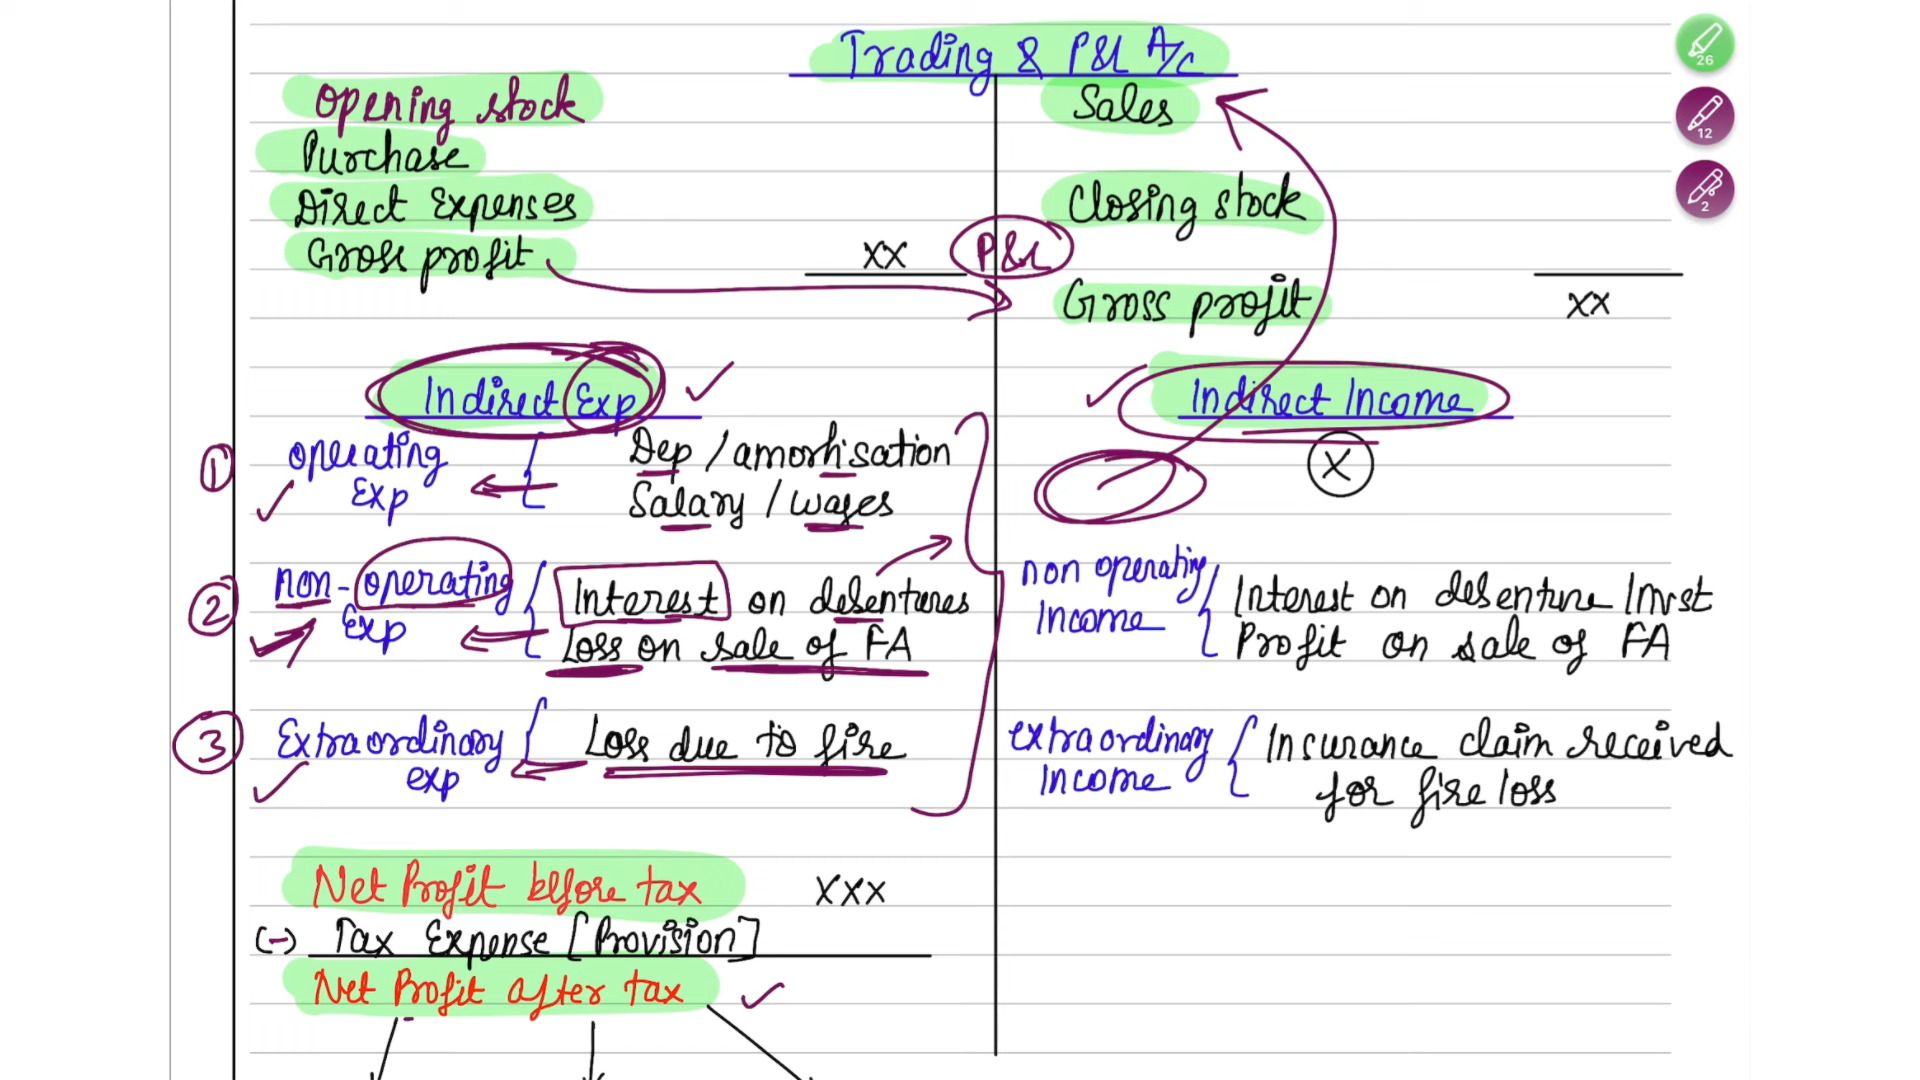 Trading & P&L A/C
Opening stock
Purchase
Direct Expenses
Gross profit
XX
Sales
Closing stock
P&L
Gross profit
XX
Indirect Exp
① operating Exp
Dep / amortisation
Salary / wages
② non-operating Exp
Interest on debentures
Loss on sale of FA
③ Extraordinary exp
Loss due to fire
Indirect Income
X
non operating Income
Interest on debenture Invst
Profit on sale of FA
extraordinary Income
Insurance claim received
for fire loss
Net Profit before tax XXX
(-) Tax Expense [Provision]
Net Profit after tax
26
12
2